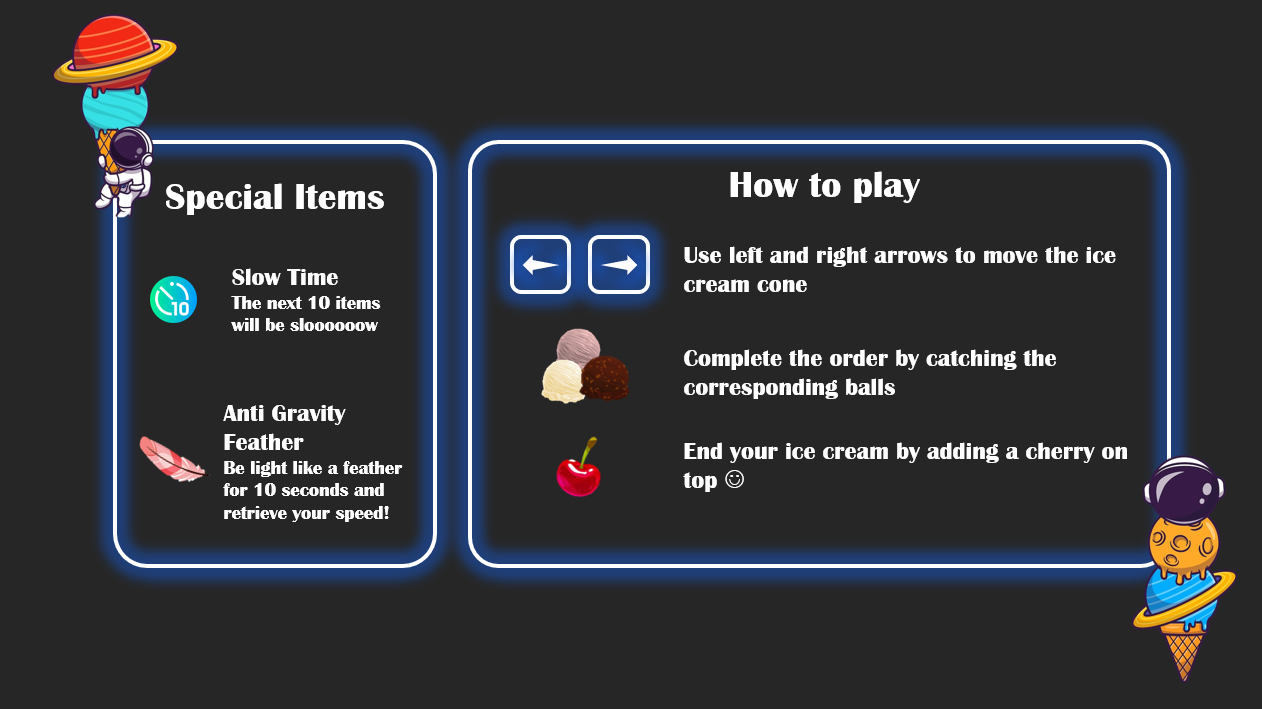 Special Items
Slow Time
The next 10 items
will be sloooooow
10
Anti Gravity
Feather
Be light like a feather
for 10 seconds and
retrieve your speed!
How to play
Use left and right arrows to move the ice
cream cone
Complete the order by catching the
corresponding balls
End your ice cream by adding a cherry on
top ☺